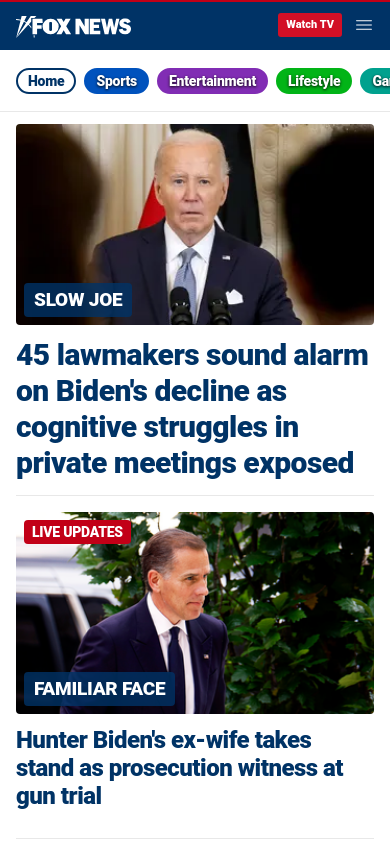 FOX NEWS
Watch TV
Home
Sports
Entertainment
Lifestyle
Ga
SLOW JOE
45 lawmakers sound alarm
on Biden's decline as
cognitive struggles in
private meetings exposed
LIVE UPDATES
FAMILIAR FACE
Hunter Biden's ex-wife takes
stand as prosecution witness at
gun trial